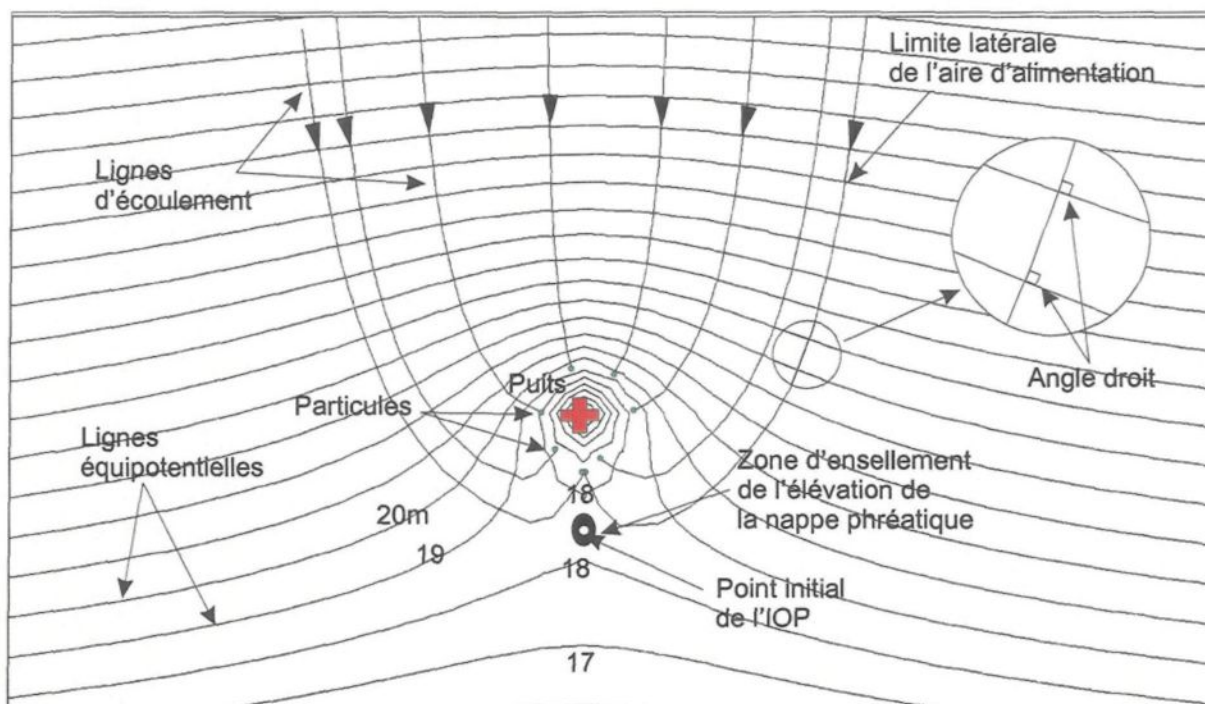 Limite latérale
de l'aire d'alimentation
Lignes
d'écoulement
Angle droit
Puits
Particules
Lignes
équipotentielles
Zone d'ensellement
de l'élévation de
la nappe phréatique
18
20m
19
18
Point initial
de l'IOP
17